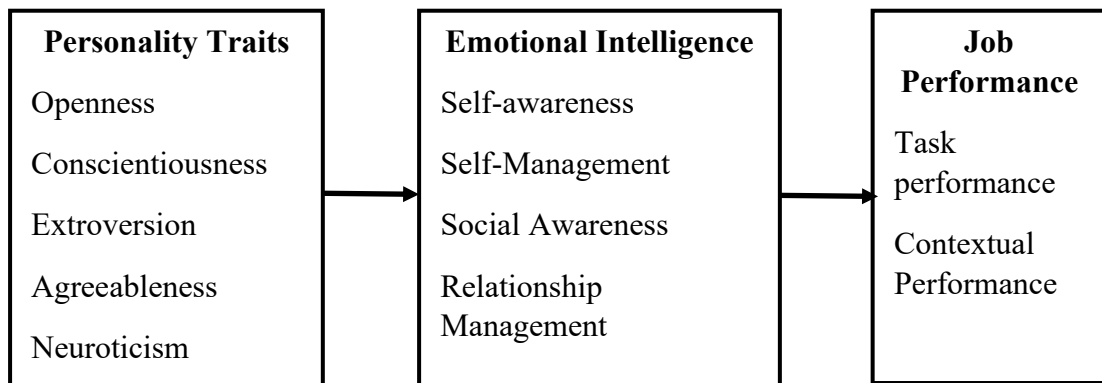 Personality Traits
Openness
Conscientiousness
Extroversion
Agreeableness
Neuroticism
Emotional Intelligence
Self-awareness
Self-Management
Social Awareness
Relationship
Management
Job
Performance
Task
performance
Contextual
Performance